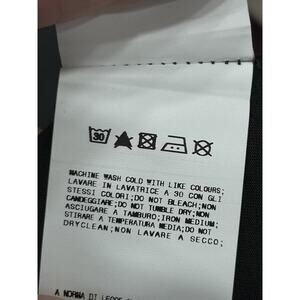 30
MACHINE WASH COLD WITH LIKE COLOURS;
LAVARE IN LAVATRICE A 30 CON GLI
STESSI COLORI;DO NOT BLEACH;NON
CANDEGGIARE;DO NOT TUMBLE DRY;NON
ASCIUGARE A TAMBURO;IRON MEDIUM;
STIRARE A TEMPERATURA MEDIA;DO NOT
DRYCLEAN;NON LAVARE A SECCO;
A NORMA DI LEGGE